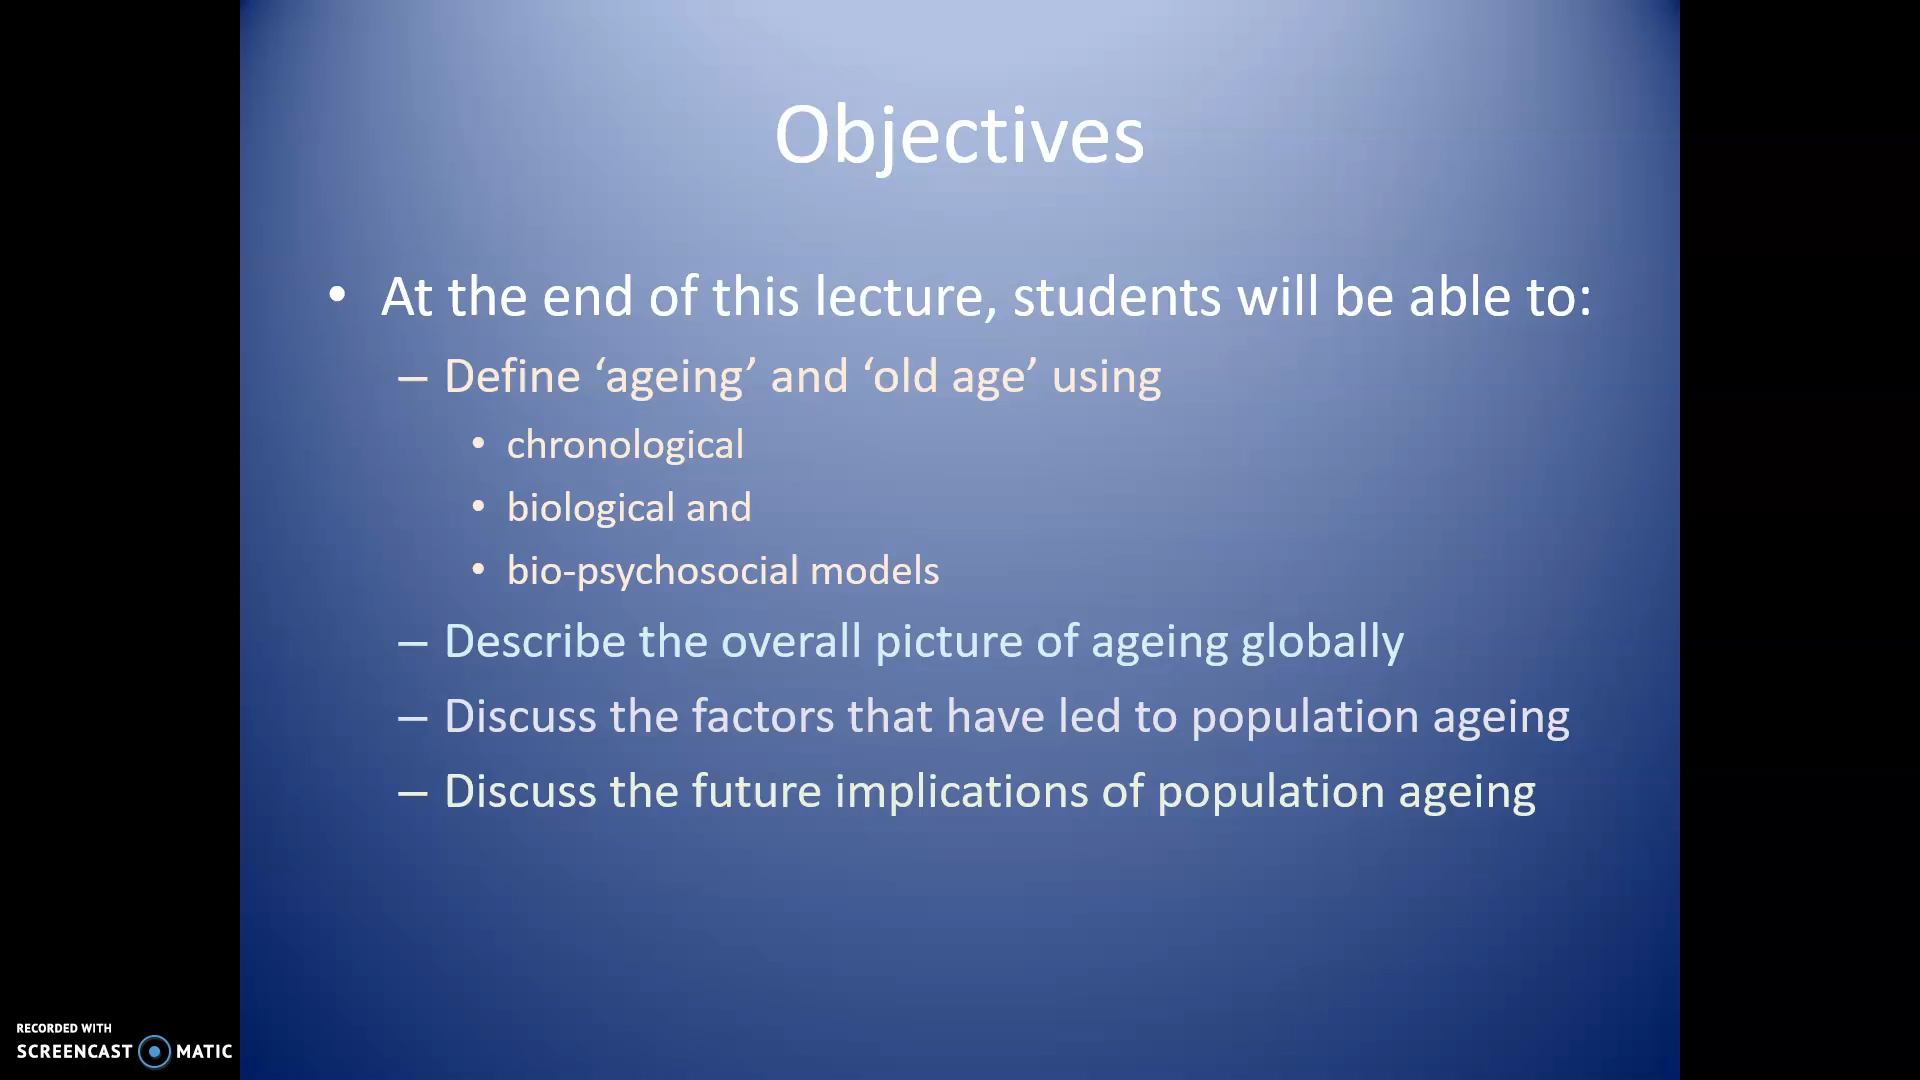 Objectives
• At the end of this lecture, students will be able to:
– Define ‘ageing’ and ‘old age’ using
• chronological
• biological and
• bio-psychosocial models
– Describe the overall picture of ageing globally
– Discuss the factors that have led to population ageing
– Discuss the future implications of population ageing
RECORDED WITH
SCREENCAST MATIC